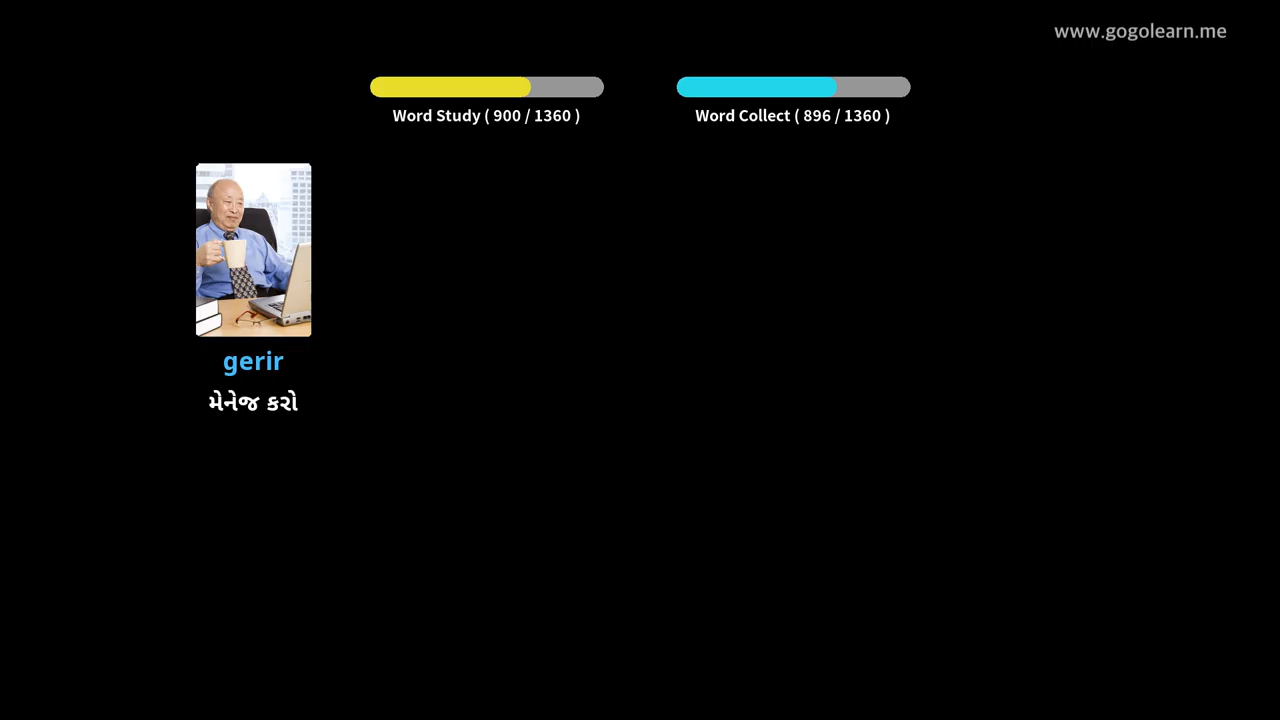 www.gogolearn.me
Word Study ( 900 / 1360 )
Word Collect ( 896 / 1360 )
gerir
મેનેજ કરો